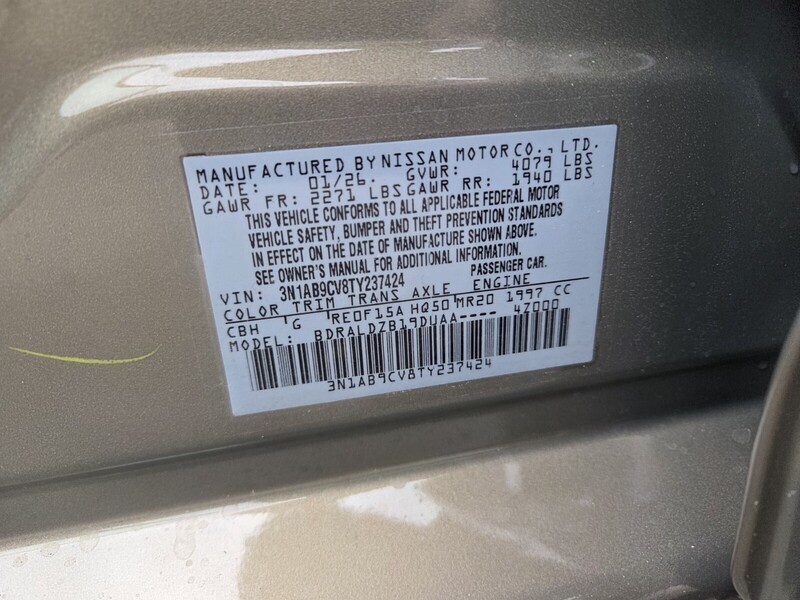 MANUFACTURED BY NISSAN MOTOR CO., LTD.
DATE: 01/26. GVWR: 4079 LBS
GAWR FR: 2271 LBS GAWR RR: 1940 LBS
THIS VEHICLE CONFORMS TO ALL APPLICABLE FEDERAL MOTOR
VEHICLE SAFETY, BUMPER AND THEFT PREVENTION STANDARDS
IN EFFECT ON THE DATE OF MANUFACTURE SHOWN ABOVE.
SEE OWNER'S MANUAL FOR ADDITIONAL INFORMATION.
VIN: 3N1AB9CV8TY237424 PASSENGER CAR.
COLOR TRIM TRANS AXLE ENGINE
CBH G RE0F15A HQ50 MR20 1997 CC
MODEL: BDRALDZB19DUAA---- 4Z000
3N1AB9CV8TY237424